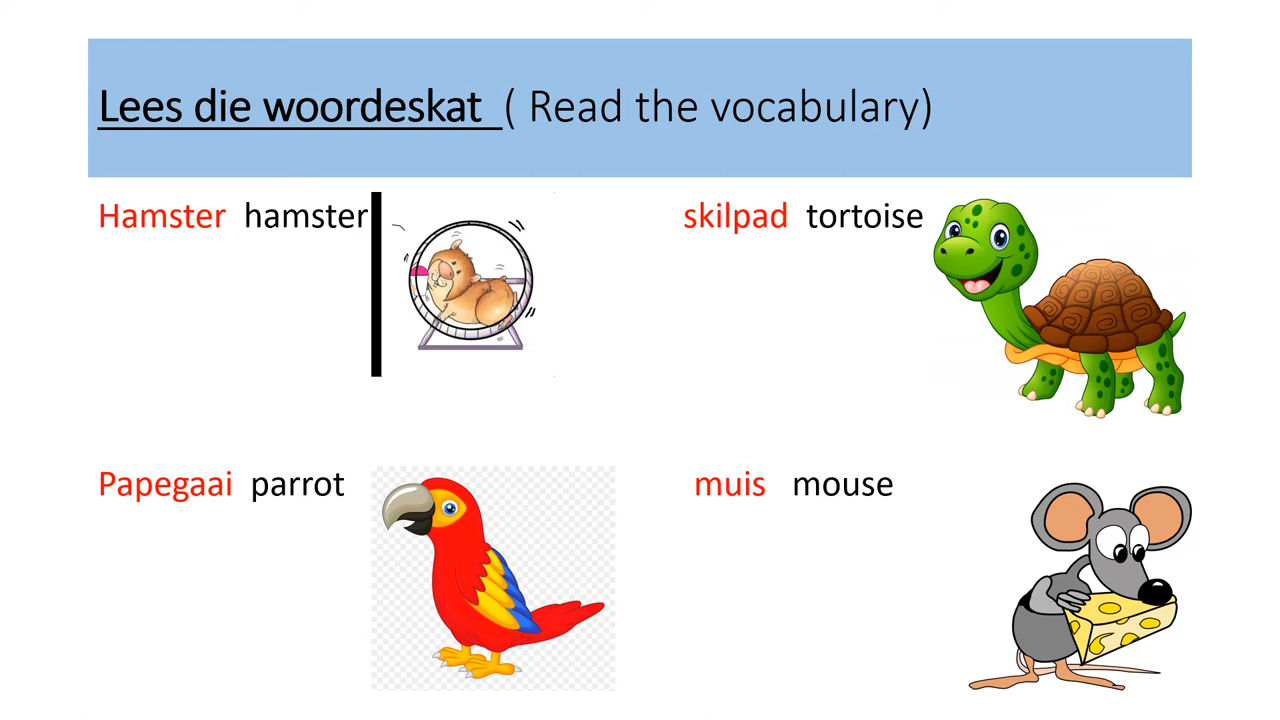 Lees die woordeskat ( Read the vocabulary)
Hamster hamster
skilpad tortoise
Papegaai parrot
muis mouse